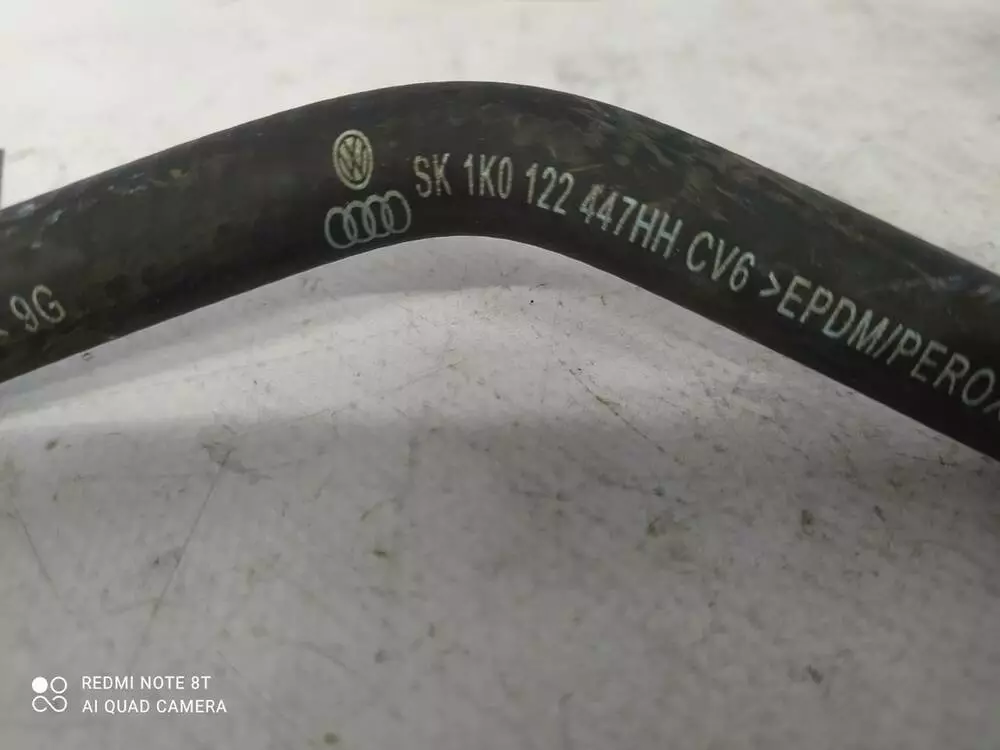 SK 1K0 122 447HH CV6 >EPDM/PERO
9G
REDMI NOTE 8T
AI QUAD CAMERA